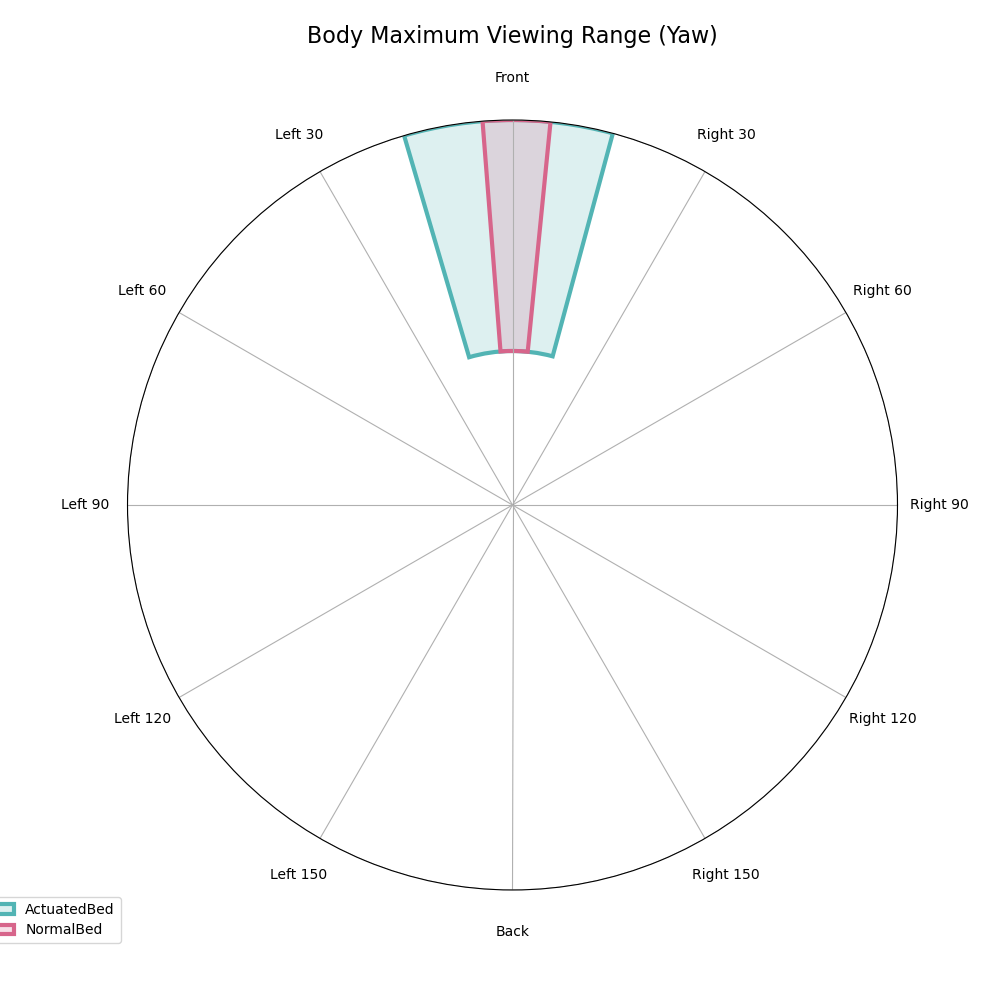 Body Maximum Viewing Range (Yaw)
Front
Left 30
Right 30
Left 60
Right 60
Left 90
Right 90
Left 120
Right 120
Left 150
Right 150
Back
ActuatedBed
NormalBed